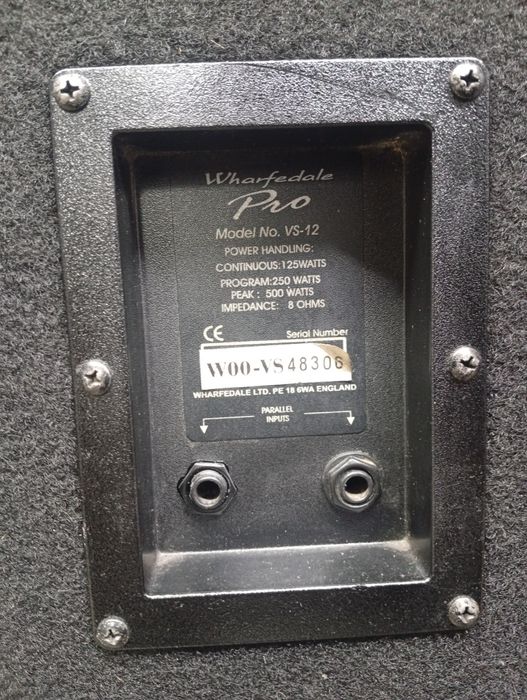 Wharfedale
Pro
Model No. VS-12
POWER HANDLING:
CONTINUOUS:125WATTS
PROGRAM:250 WATTS
PEAK : 500 WATTS
IMPEDANCE: 8 OHMS
CE Serial Number
W00-VS48306
WHARFEDALE LTD. PE 18 6WA ENGLAND
PARALLEL
INPUTS